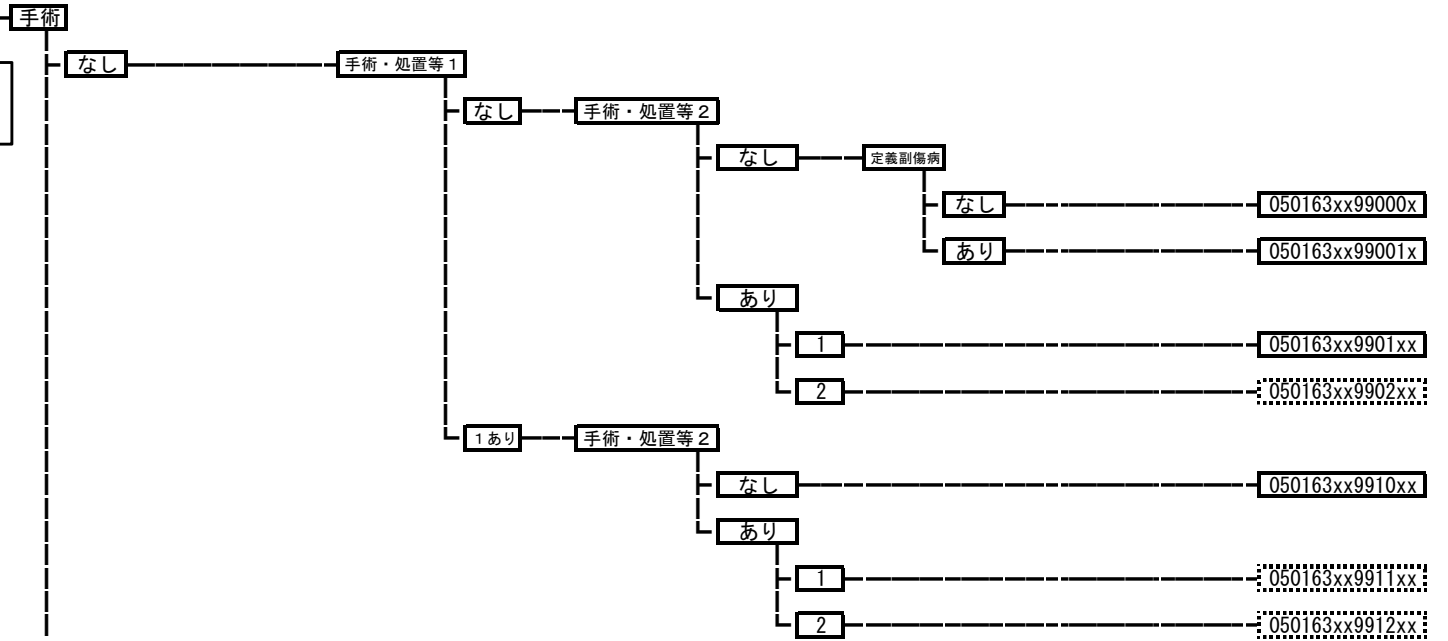 手術
なし 手術・処置等1
なし 手術・処置等2
なし 定義副傷病
なし 050163xx99000x
あり 050163xx99001x
あり
1 050163xx9901xx
2 050163xx9902xx
1あり 手術・処置等2
なし 050163xx9910xx
あり
1 050163xx9911xx
2 050163xx9912xx